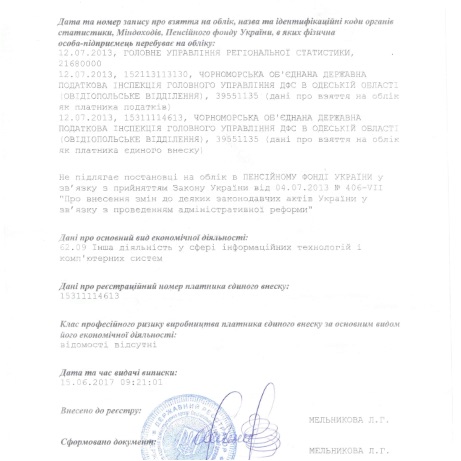 Дата та номер запису про взяття на облік, назва та ідентифікаційні коди органів
статистики, Міндоходів, Пенсійного фонду України, в яких фізична
особа-підприємець перебуває на обліку:
12.07.2013, ГОЛОВНЕ УПРАВЛІННЯ РЕГІОНАЛЬНОЇ СТАТИСТИКИ,
21680000
12.07.2013, 152113113130, ЧОРНОМОРСЬКА ОБ'ЄДНАНА ДЕРЖАВНА
ПОДАТКОВА ІНСПЕКЦІЯ ГОЛОВНОГО УПРАВЛІННЯ ДФС В ОДЕСЬКІЙ ОБЛАСТІ
(ОВІДІОПОЛЬСЬКЕ ВІДДІЛЕННЯ), 39551135 (дані про взяття на облік
як платника податків)
12.07.2013, 15311114613, ЧОРНОМОРСЬКА ОБ'ЄДНАНА ДЕРЖАВНА
ПОДАТКОВА ІНСПЕКЦІЯ ГОЛОВНОГО УПРАВЛІННЯ ДФС В ОДЕСЬКІЙ ОБЛАСТІ
(ОВІДІОПОЛЬСЬКЕ ВІДДІЛЕННЯ), 39551135 (дані про взяття на облік
як платника єдиного внеску)
Не підлягає постановці на облік в ПЕНСІЙНОМУ ФОНДІ УКРАЇНИ у
зв'язку з прийняттям Закону України від 04.07.2013 № 406-VII
"Про внесення змін до деяких законодавчих актів України у
зв'язку з проведенням адміністративної реформи"
Дані про основний вид економічної діяльності:
62.09 Інша діяльність у сфері інформаційних технологій і
комп'ютерних систем
Дані про реєстраційний номер платника єдиного внеску:
15311114613
Клас професійного ризику виробництва платника єдиного внеску за основним видом
його економічної діяльності:
відомості відсутні
Дата та час видачі виписки:
15.06.2017 09:21:01
Внесено до реєстру:
МЕЛЬНИКОВА Л.Г.
Сформовано документ:
МЕЛЬНИКОВА Л.Г.